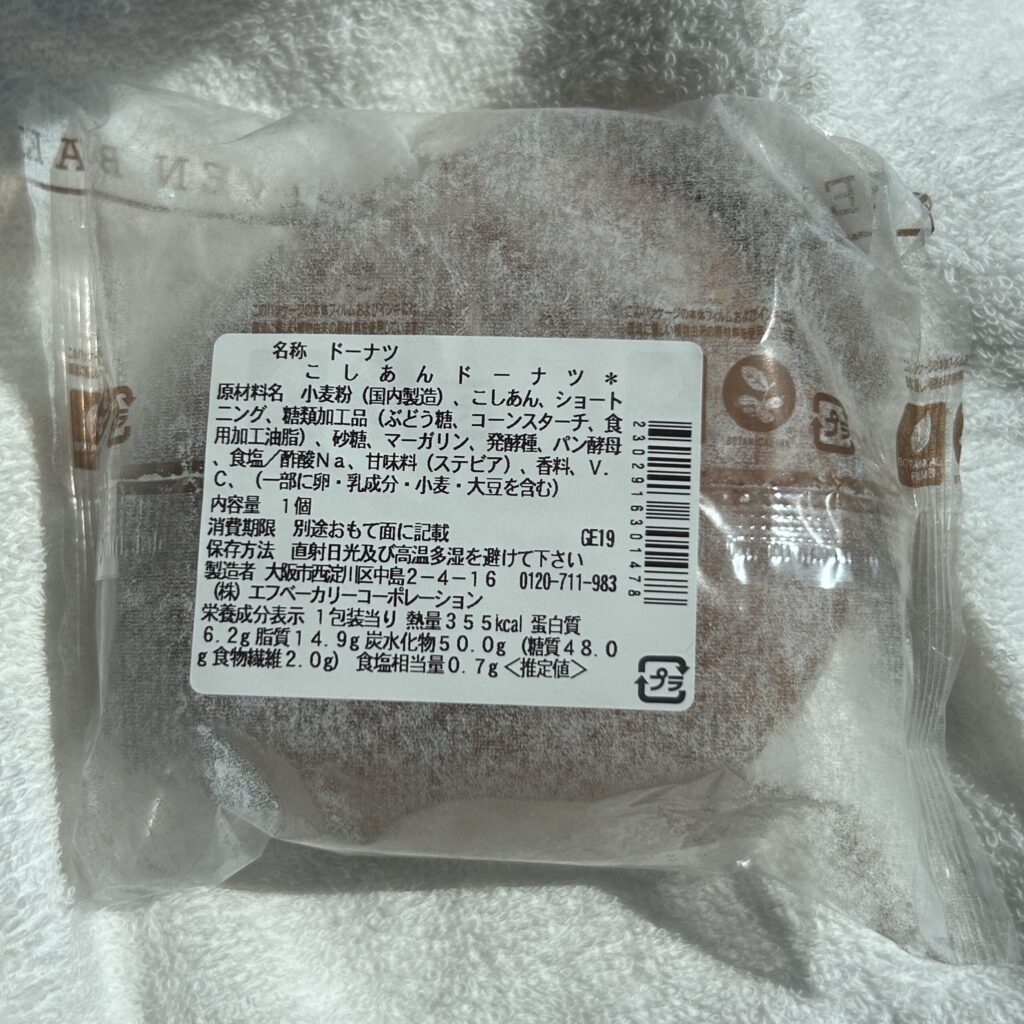 名称 ドーナツ
こしあんドーナツ*
原材料名 小麦粉(国内製造)、こしあん、ショート
ニング、糖類加工品(ぶどう糖、コーンスターチ、食
用加工油脂)、砂糖、マーガリン、発酵種、パン酵母
、食塩/酢酸Na、甘味料(ステビア)、香料、V.
C、(一部に卵・乳成分・小麦・大豆を含む)
内容量 1個
消費期限 別途おもて面に記載 GE19
保存方法 直射日光及び高温多湿を避けて下さい
製造者 大阪市西淀川区中島2-4-16 0120-711-983
(株)エフベーカリーコーポレーション
栄養成分表示 1包装当り 熱量355kcal 蛋白質
6.2g 脂質14.9g 炭水化物50.0g (糖質48.0
g 食物繊維2.0g) 食塩相当量0.7g<推定値>
プラ
2302916301478